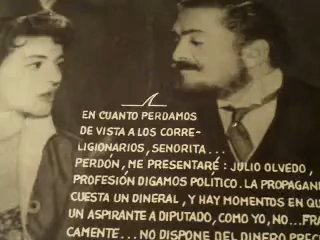 EN CUANTO PERDAMOS
DE VISTA A LOS CORRE-
LIGIONARIOS, SEÑORITA...
PERDÓN, ME PRESENTARÉ: JULIO OLVEDO,
PROFESIÓN DIGAMOS POLÍTICO. LA PROPAGAN
CUESTA UN DINERAL, Y HAY MOMENTOS EN QU
UN ASPIRANTE A DIPUTADO, COMO YO, NO...FRA
CAMENTE... NO DISPONE DEL DINERO PREC